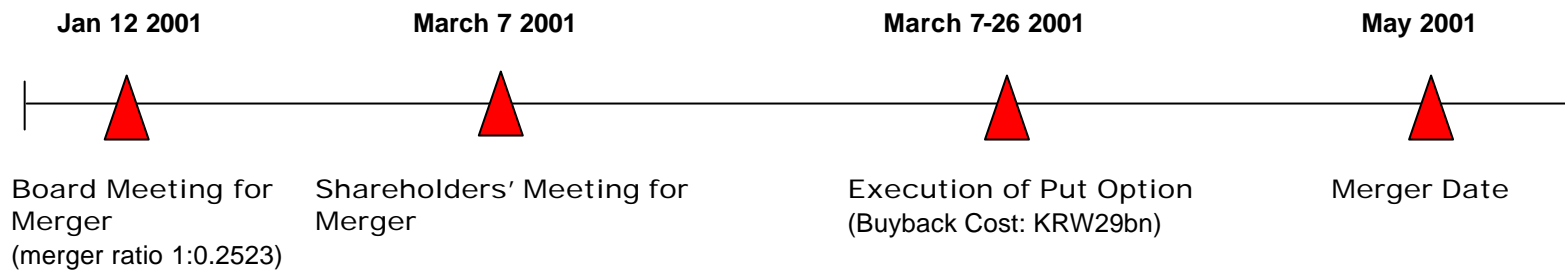 Jan 12 2001
March 7 2001
March 7-26 2001
May 2001
Board Meeting for
Merger
(merger ratio 1:0.2523)
Shareholders’ Meeting for
Merger
Execution of Put Option
(Buyback Cost: KRW29bn)
Merger Date